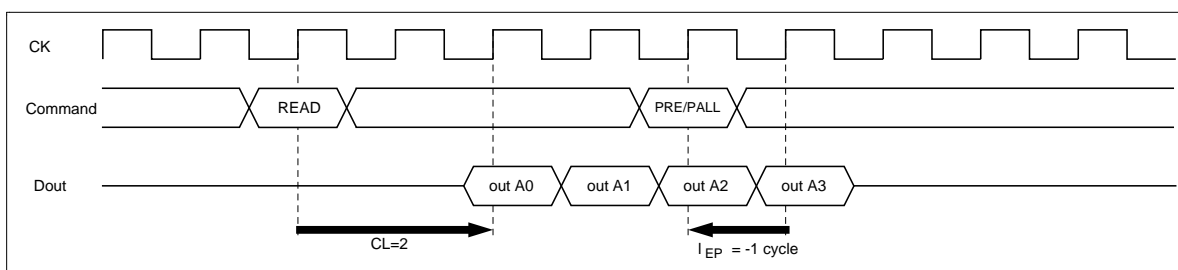 CK
Command READ PRE/PALL
Dout out A0 out A1 out A2 out A3
CL=2 l EP = -1 cycle